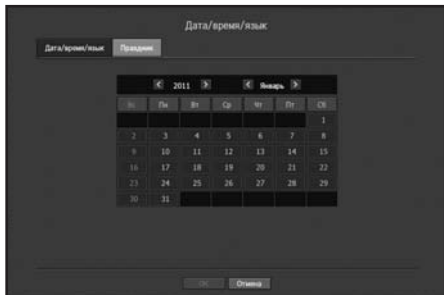 Дата/время/язык
Дата/время/язык Праздник
< 2011 > < Январь >
Вс Пн Вт Ср Чт Пт Сб
1
2 3 4 5 6 7 8
9 10 11 12 13 14 15
16 17 18 19 20 21 22
23 24 25 26 27 28 29
30 31
OK Отмена